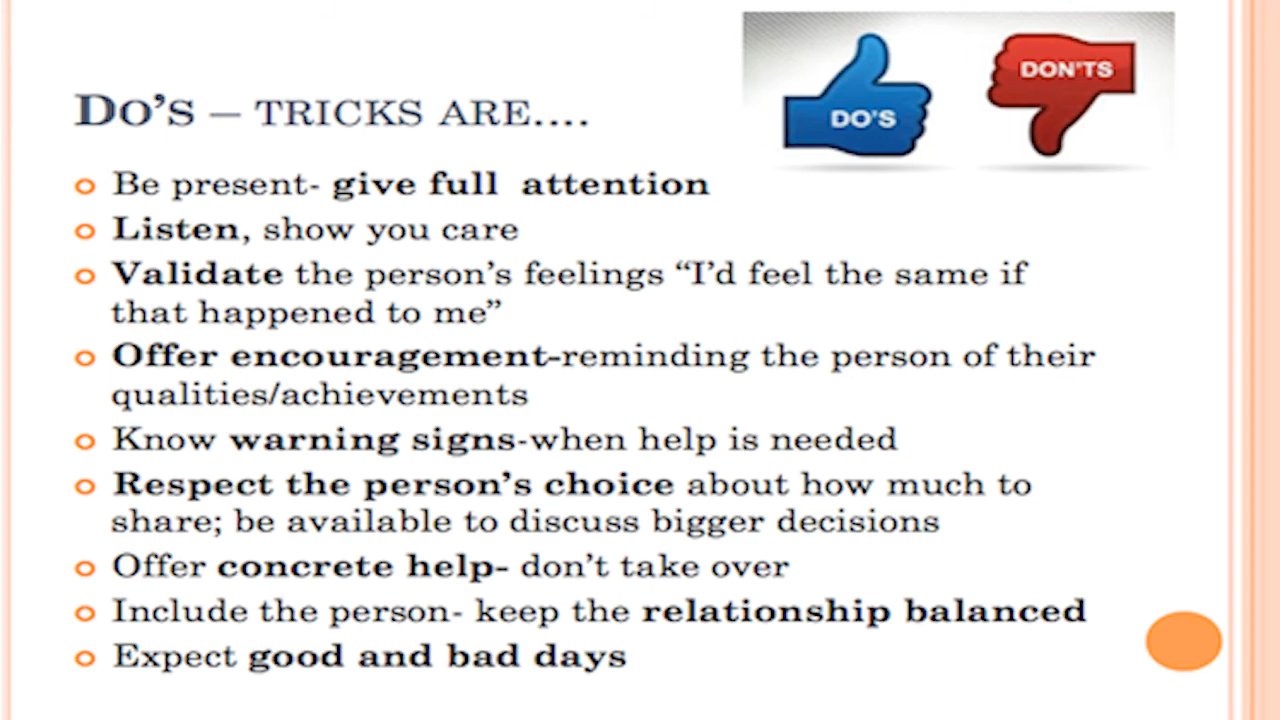 DO'S – TRICKS ARE....
DO'S
DON'TS
Be present- give full attention
Listen, show you care
Validate the person's feelings “I'd feel the same if
that happened to me”
Offer encouragement-reminding the person of their
qualities/achievements
Know warning signs-when help is needed
Respect the person's choice about how much to
share; be available to discuss bigger decisions
Offer concrete help- don't take over
Include the person- keep the relationship balanced
Expect good and bad days